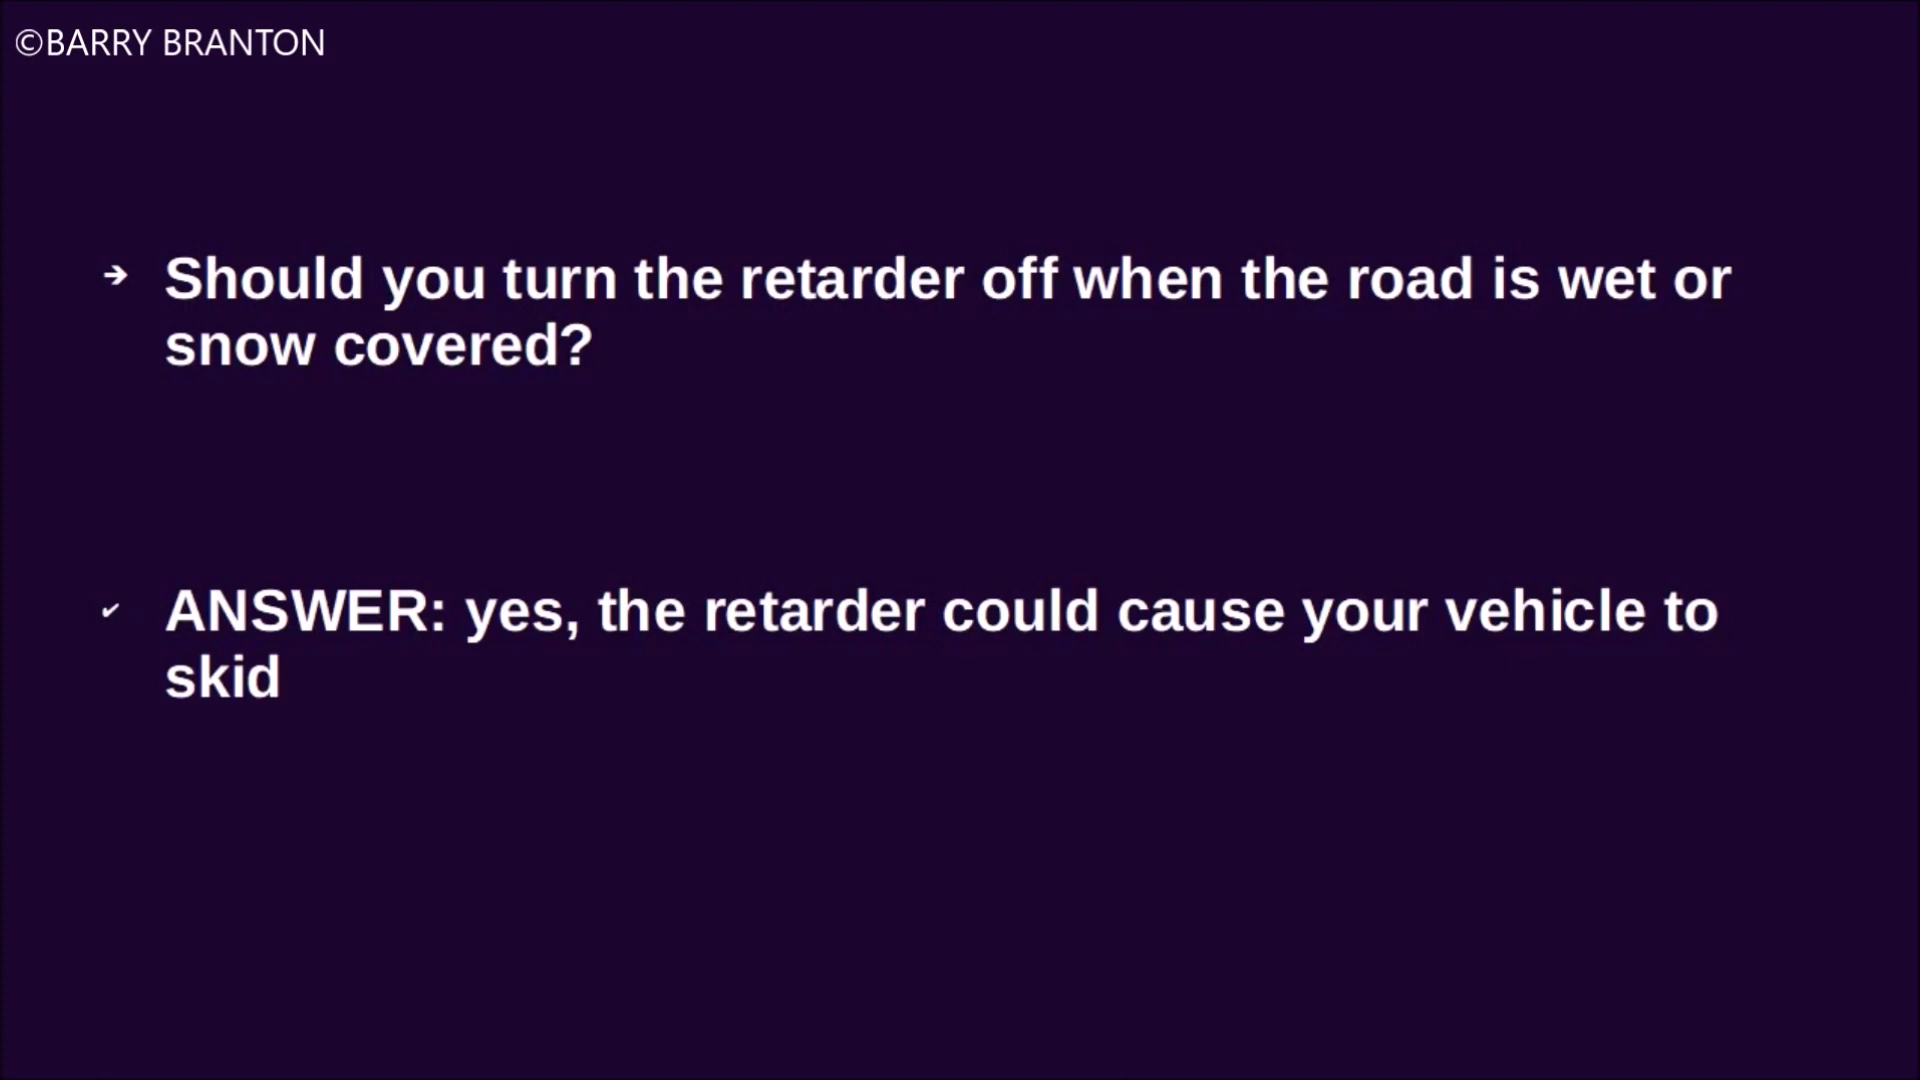 ©BARRY BRANTON
➔ Should you turn the retarder off when the road is wet or
snow covered?
✔ ANSWER: yes, the retarder could cause your vehicle to
skid